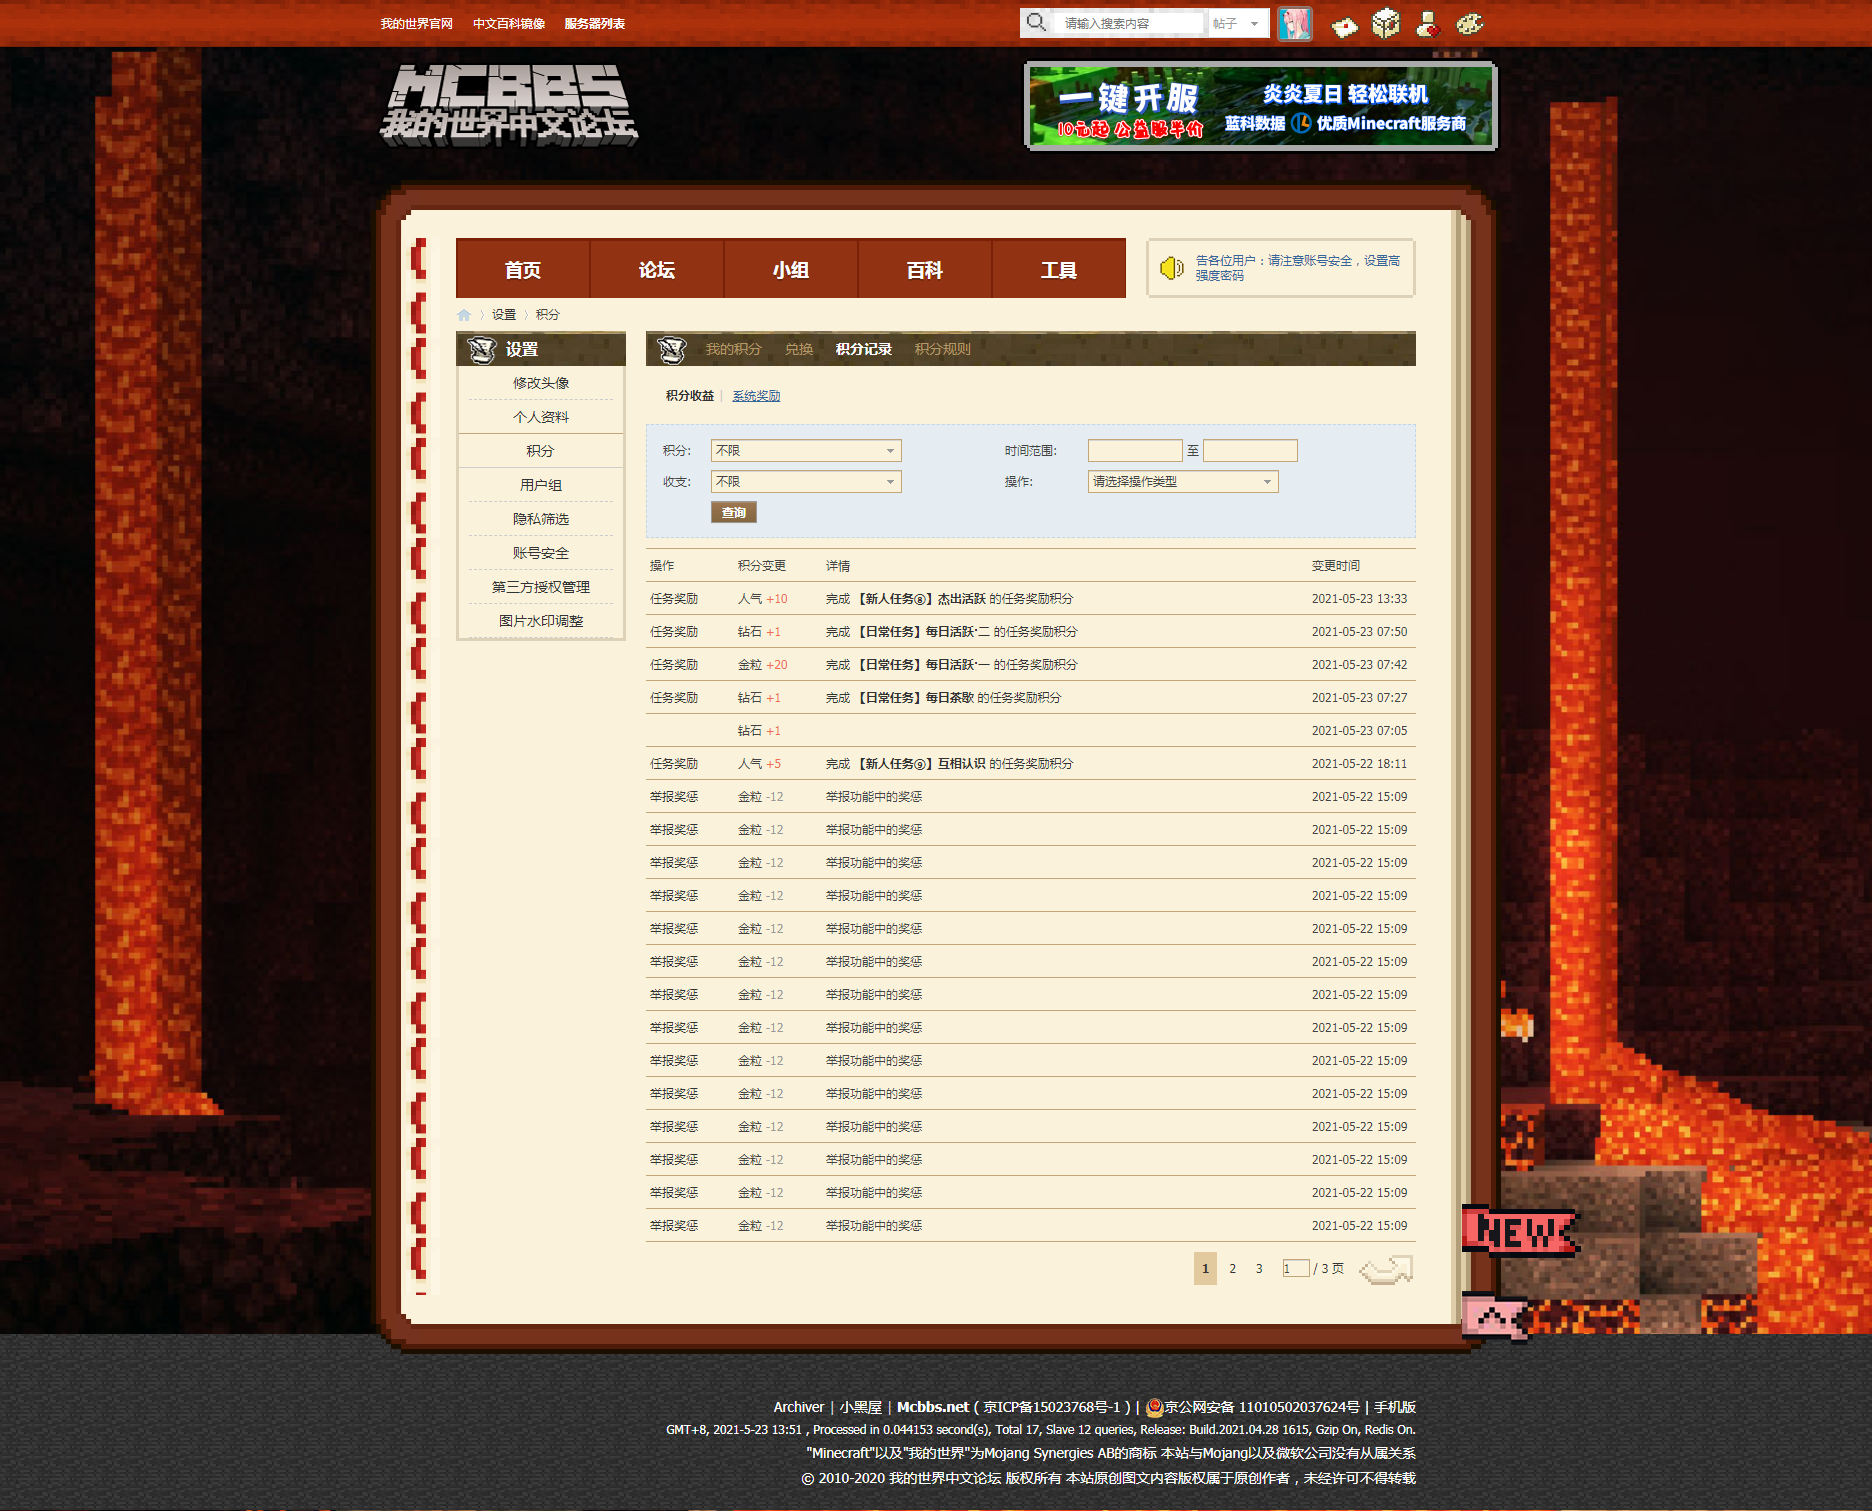 我的世界官网 中文百科镜像 服务器列表
请输入搜索内容 帖子
MCBBS
我的世界中文论坛
一键开服
10元起 公益服半价
炎炎夏日 轻松联机
蓝科数据 优质Minecraft服务商
首页 论坛 小组 百科 工具
告各位用户：请注意账号安全，设置高
强度密码
设置 积分
设置
修改头像
个人资料
积分
用户组
隐私筛选
账号安全
第三方授权管理
图片水印调整
我的积分 兑换 积分记录 积分规则
积分收益 | 系统奖励
积分: 不限 时间范围: 至
收支: 不限 操作: 请选择操作类型
查询
操作 积分变更 详情 变更时间
任务奖励 人气 +10 完成 【新人任务⑧】杰出活跃 的任务奖励积分 2021-05-23 13:33
任务奖励 钻石 +1 完成 【日常任务】每日活跃·二 的任务奖励积分 2021-05-23 07:50
任务奖励 金粒 +20 完成 【日常任务】每日活跃·一 的任务奖励积分 2021-05-23 07:42
任务奖励 钻石 +1 完成 【日常任务】每日茶歇 的任务奖励积分 2021-05-23 07:27
钻石 +1 2021-05-23 07:05
任务奖励 人气 +5 完成 【新人任务⑨】互相认识 的任务奖励积分 2021-05-22 18:11
举报奖惩 金粒 -12 举报功能中的奖惩 2021-05-22 15:09
举报奖惩 金粒 -12 举报功能中的奖惩 2021-05-22 15:09
举报奖惩 金粒 -12 举报功能中的奖惩 2021-05-22 15:09
举报奖惩 金粒 -12 举报功能中的奖惩 2021-05-22 15:09
举报奖惩 金粒 -12 举报功能中的奖惩 2021-05-22 15:09
举报奖惩 金粒 -12 举报功能中的奖惩 2021-05-22 15:09
举报奖惩 金粒 -12 举报功能中的奖惩 2021-05-22 15:09
举报奖惩 金粒 -12 举报功能中的奖惩 2021-05-22 15:09
举报奖惩 金粒 -12 举报功能中的奖惩 2021-05-22 15:09
举报奖惩 金粒 -12 举报功能中的奖惩 2021-05-22 15:09
举报奖惩 金粒 -12 举报功能中的奖惩 2021-05-22 15:09
举报奖惩 金粒 -12 举报功能中的奖惩 2021-05-22 15:09
举报奖惩 金粒 -12 举报功能中的奖惩 2021-05-22 15:09
举报奖惩 金粒 -12 举报功能中的奖惩 2021-05-22 15:09
NEW
1 2 3 1 / 3 页
Archiver | 小黑屋 | Mcbbs.net ( 京ICP备15023768号-1 ) | 京公网安备 11010502037624号 | 手机版
GMT+8, 2021-5-23 13:51 , Processed in 0.044153 second(s), Total 17, Slave 12 queries, Release: Build.2021.04.28 1615, Gzip On, Redis On.
"Minecraft"以及"我的世界"为Mojang Synergies AB的商标 本站与Mojang以及微软公司没有从属关系
© 2010-2020 我的世界中文论坛 版权所有 本站原创图文内容版权属于原创作者，未经许可不得转载